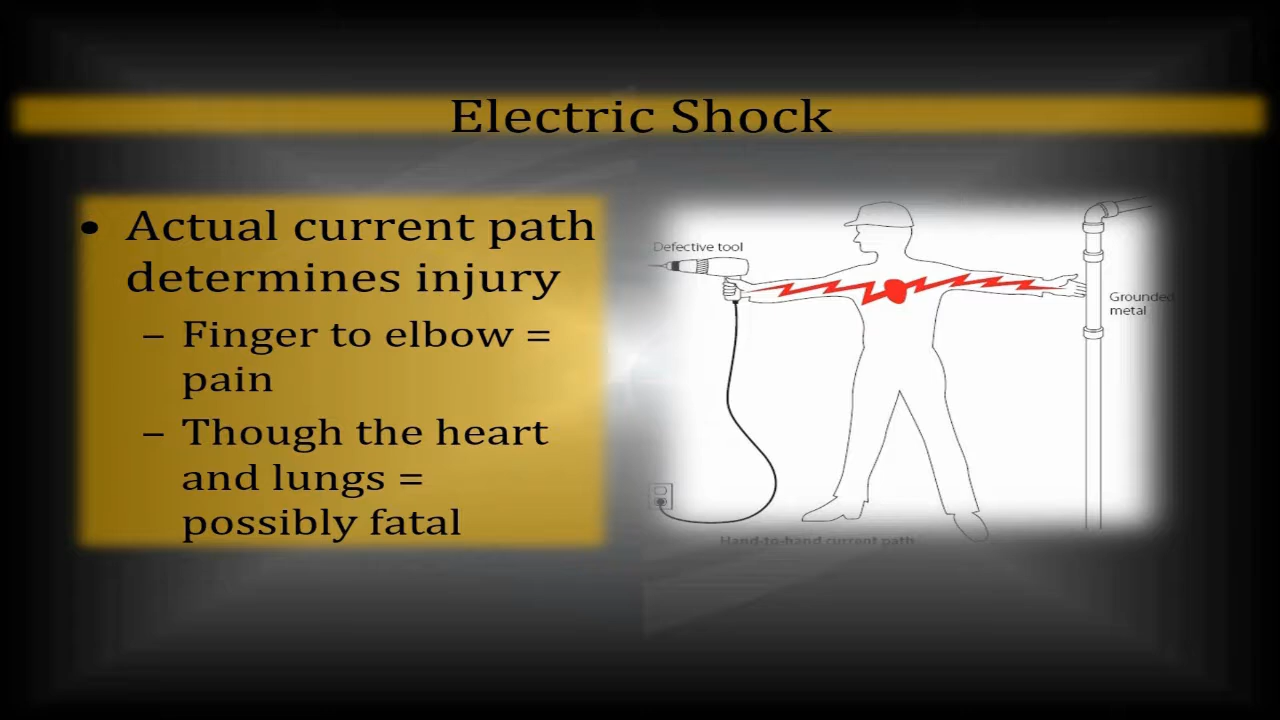 Electric Shock
• Actual current path
determines injury
– Finger to elbow =
pain
– Though the heart
and lungs =
possibly fatal
Defective tool
Grounded
metal
Hand-to-hand current path